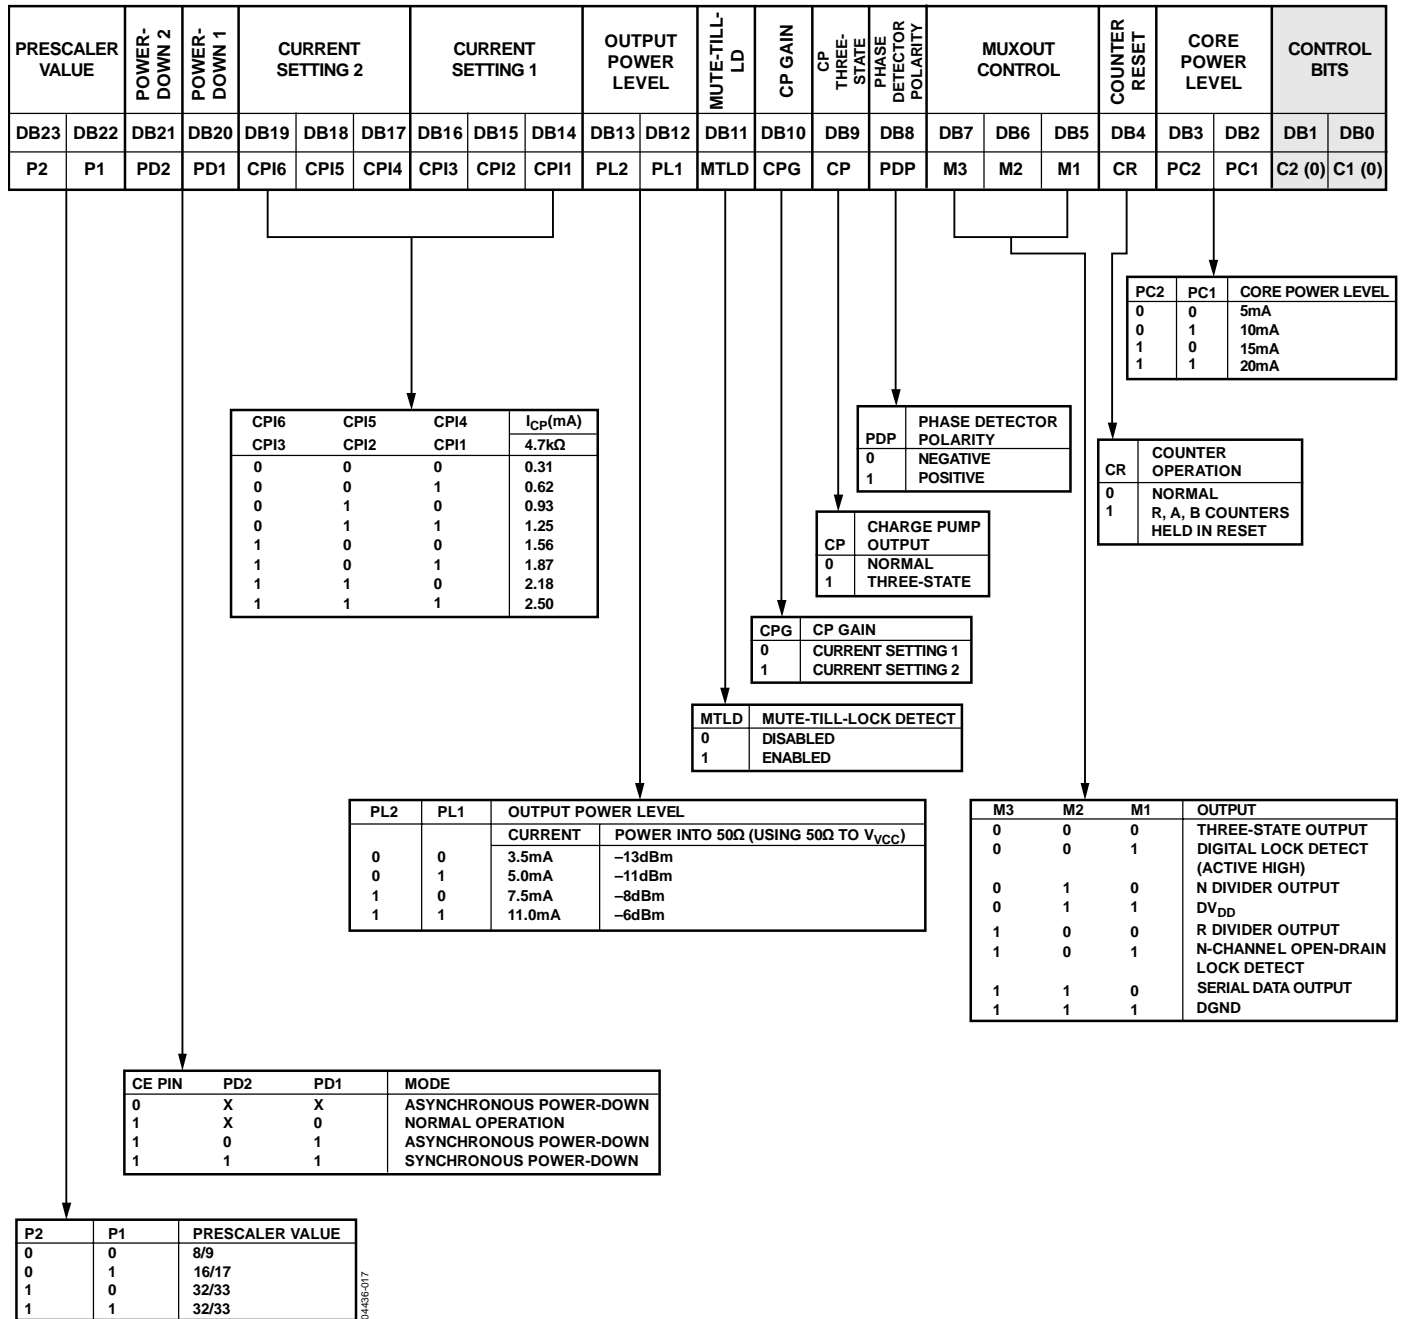 PRESCALER VALUE POWER-DOWN 2 POWER-DOWN 1 CURRENT SETTING 2 CURRENT SETTING 1 OUTPUT POWER LEVEL MUTE-TILL-LD CP GAIN CP THREE-STATE PHASE DETECTOR POLARITY MUXOUT CONTROL COUNTER RESET CORE POWER LEVEL CONTROL BITS
DB23 DB22 DB21 DB20 DB19 DB18 DB17 DB16 DB15 DB14 DB13 DB12 DB11 DB10 DB9 DB8 DB7 DB6 DB5 DB4 DB3 DB2 DB1 DB0
P2 P1 PD2 PD1 CPI6 CPI5 CPI4 CPI3 CPI2 CPI1 PL2 PL1 MTLD CPG CP PDP M3 M2 M1 CR PC2 PC1 C2 (0) C1 (0)
PC2 PC1 CORE POWER LEVEL
0 0 5mA
0 1 10mA
1 0 15mA
1 1 20mA
CPI6 CPI5 CPI4 ICP(mA)
CPI3 CPI2 CPI1 4.7kΩ
0 0 0 0.31
0 0 1 0.62
0 1 0 0.93
0 1 1 1.25
1 0 0 1.56
1 0 1 1.87
1 1 0 2.18
1 1 1 2.50
PHASE DETECTOR
PDP POLARITY
0 NEGATIVE
1 POSITIVE
COUNTER
CR OPERATION
0 NORMAL
1 R, A, B COUNTERS
HELD IN RESET
CHARGE PUMP
CP OUTPUT
0 NORMAL
1 THREE-STATE
CPG CP GAIN
0 CURRENT SETTING 1
1 CURRENT SETTING 2
MTLD MUTE-TILL-LOCK DETECT
0 DISABLED
1 ENABLED
PL2 PL1 OUTPUT POWER LEVEL
CURRENT POWER INTO 50Ω (USING 50Ω TO VVCC)
0 0 3.5mA –13dBm
0 1 5.0mA –11dBm
1 0 7.5mA –8dBm
1 1 11.0mA –6dBm
M3 M2 M1 OUTPUT
0 0 0 THREE-STATE OUTPUT
0 0 1 DIGITAL LOCK DETECT
(ACTIVE HIGH)
0 1 0 N DIVIDER OUTPUT
0 1 1 DVDD
1 0 0 R DIVIDER OUTPUT
1 0 1 N-CHANNEL OPEN-DRAIN
LOCK DETECT
1 1 0 SERIAL DATA OUTPUT
1 1 1 DGND
CE PIN PD2 PD1 MODE
0 X X ASYNCHRONOUS POWER-DOWN
1 X 0 NORMAL OPERATION
1 0 1 ASYNCHRONOUS POWER-DOWN
1 1 1 SYNCHRONOUS POWER-DOWN
P2 P1 PRESCALER VALUE
0 0 8/9
0 1 16/17
1 0 32/33
1 1 32/33
04436-017